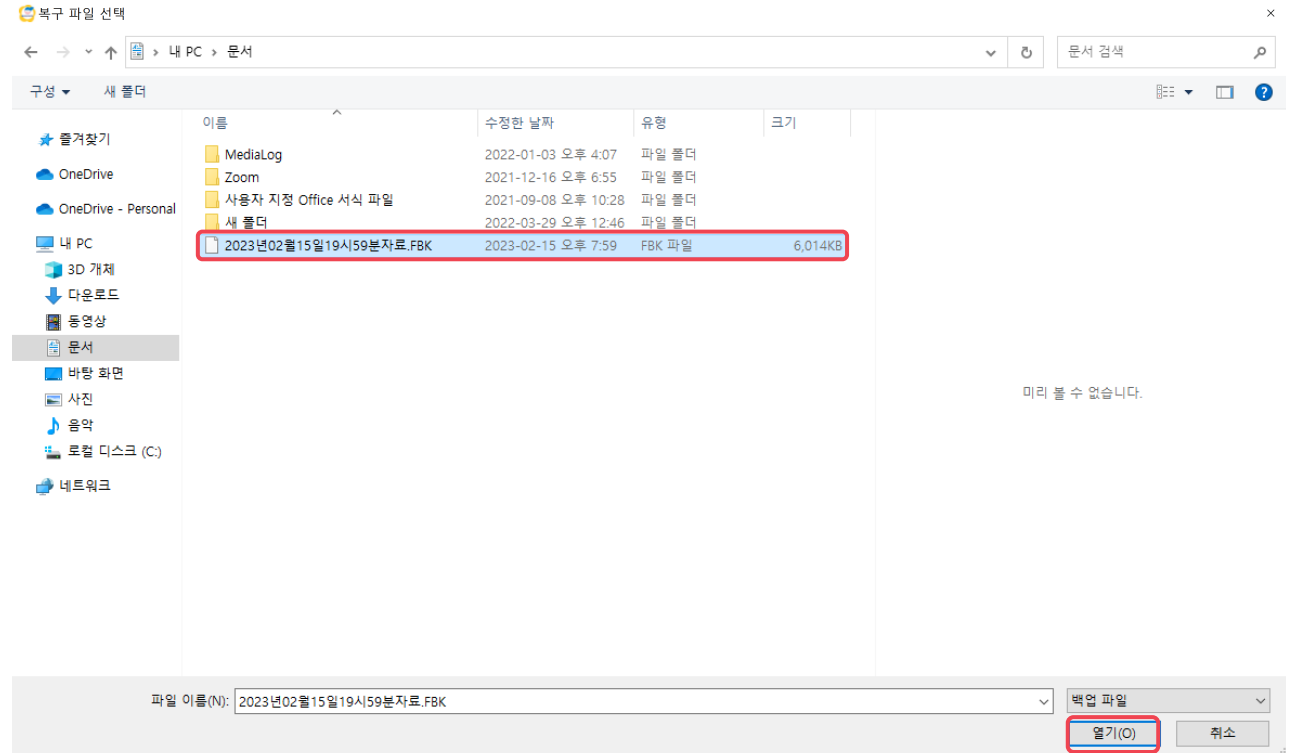 복구 파일 선택
내 PC › 문서
문서 검색
구성 새 폴더
이름 수정한 날짜 유형 크기
즐겨찾기
OneDrive
OneDrive - Personal
내 PC
3D 개체
다운로드
동영상
문서
바탕 화면
사진
음악
로컬 디스크 (C:)
네트워크
MediaLog 2022-01-03 오후 4:07 파일 폴더
Zoom 2021-12-16 오후 6:55 파일 폴더
사용자 지정 Office 서식 파일 2021-09-08 오후 10:28 파일 폴더
새 폴더 2022-03-29 오후 12:46 파일 폴더
2023년02월15일19시59분자료.FBK 2023-02-15 오후 7:59 FBK 파일 6,014KB
미리 볼 수 없습니다.
파일 이름(N): 2023년02월15일19시59분자료.FBK 백업 파일
열기(O) 취소